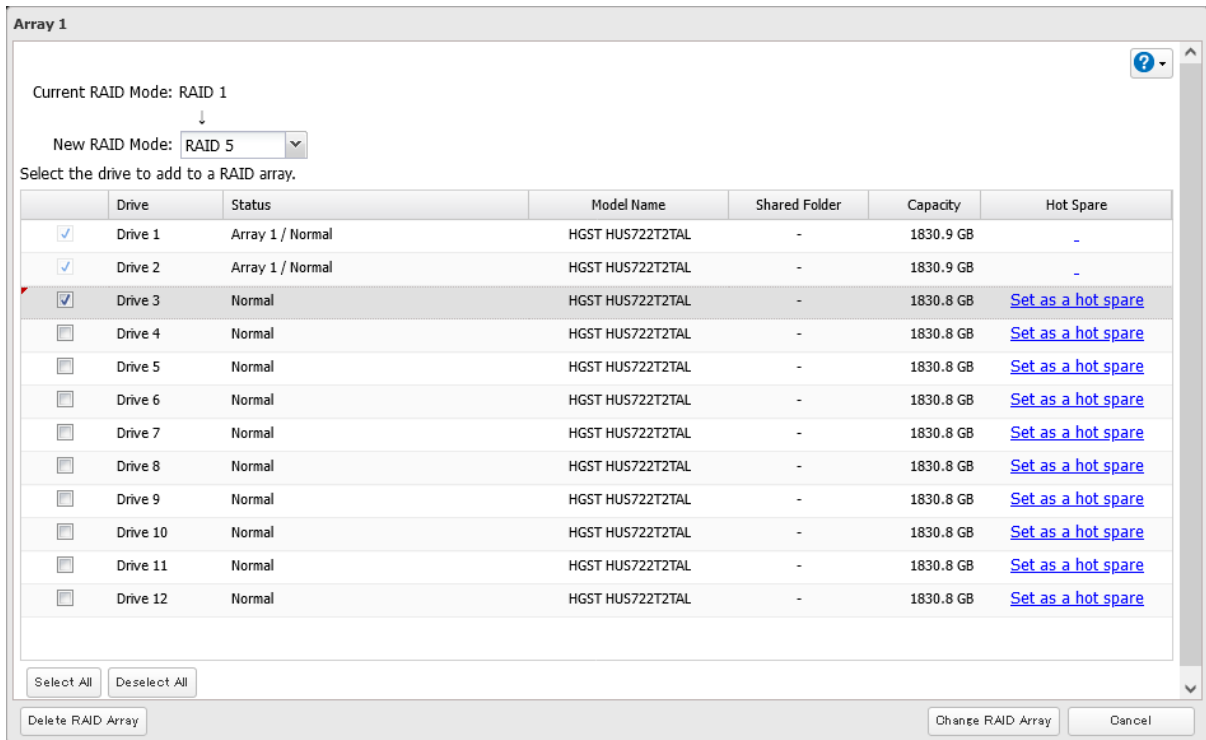 Array 1
Current RAID Mode: RAID 1
↓
New RAID Mode: RAID 5
Select the drive to add to a RAID array.
Drive Status Model Name Shared Folder Capacity Hot Spare
Drive 1 Array 1 / Normal HGST HUS722T2TAL - 1830.9 GB -
Drive 2 Array 1 / Normal HGST HUS722T2TAL - 1830.9 GB -
Drive 3 Normal HGST HUS722T2TAL - 1830.8 GB Set as a hot spare
Drive 4 Normal HGST HUS722T2TAL - 1830.8 GB Set as a hot spare
Drive 5 Normal HGST HUS722T2TAL - 1830.8 GB Set as a hot spare
Drive 6 Normal HGST HUS722T2TAL - 1830.8 GB Set as a hot spare
Drive 7 Normal HGST HUS722T2TAL - 1830.8 GB Set as a hot spare
Drive 8 Normal HGST HUS722T2TAL - 1830.8 GB Set as a hot spare
Drive 9 Normal HGST HUS722T2TAL - 1830.8 GB Set as a hot spare
Drive 10 Normal HGST HUS722T2TAL - 1830.8 GB Set as a hot spare
Drive 11 Normal HGST HUS722T2TAL - 1830.8 GB Set as a hot spare
Drive 12 Normal HGST HUS722T2TAL - 1830.8 GB Set as a hot spare
Select All Deselect All
Delete RAID Array Change RAID Array Cancel